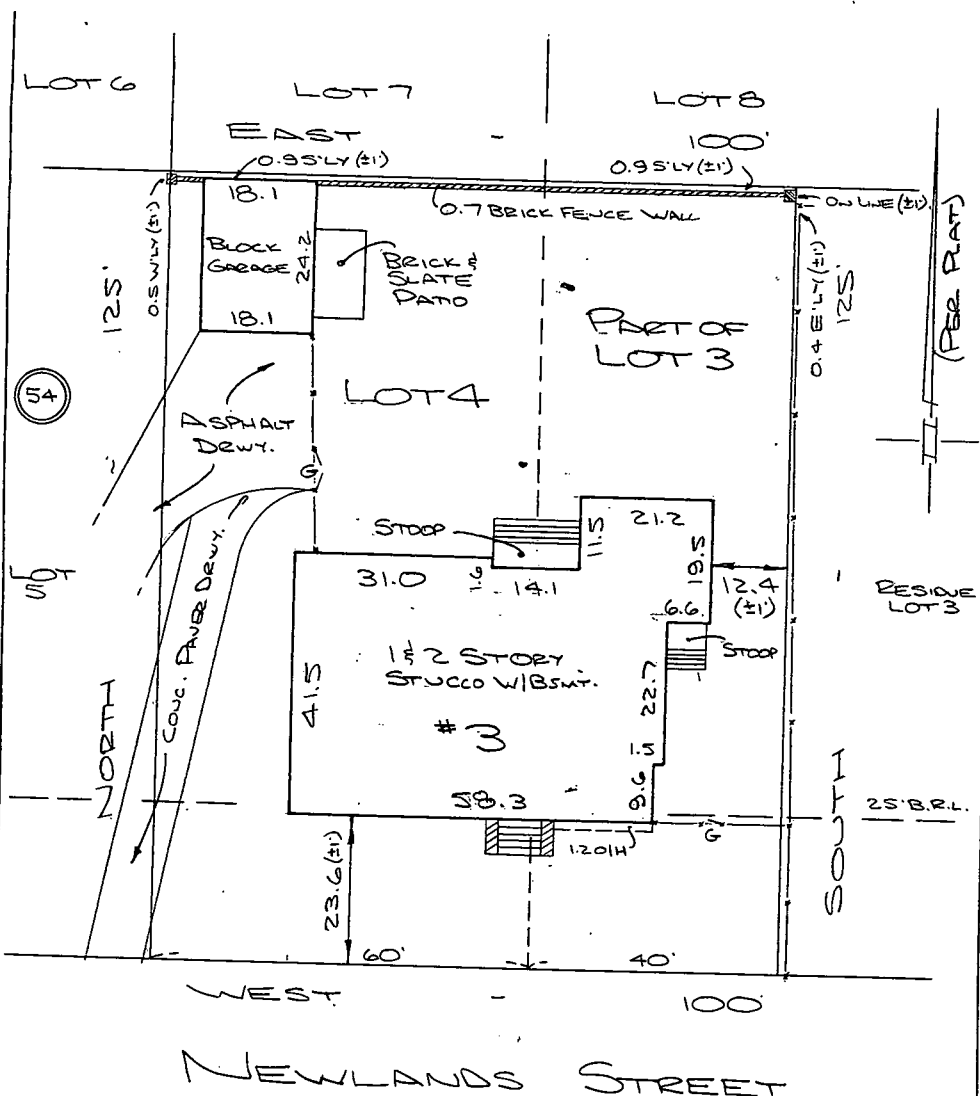 LOT 6
LOT 7
LOT 8
EAST - 100'
0.9 S'LY (±1')
0.9 S'LY (±1')
18.1
0.7 BRICK FENCE WALL
ON LINE (±1').
0.5 W'LY (±1')
BLOCK
GARAGE
24.2
18.1
BRICK &
SLATE
PATIO
125'
0.4 E'LY (±1')
125'
(PER PLAT)
PART OF
LOT 3
54
LOT 4
ASPHALT
DRWY.
G
STOOP
21.2
11.5
19.5
31.0
1.6
14.1
12.4
(±1')
6.6
LOT
5
RESIDUE
LOT 3
STOOP
1 & 2 STORY
STUCCO W/BSMT.
# 3
41.5
22.7
CONC. PAVER DRWY.
NORTH
1.5
9.6
58.3
25' B.R.L.
G
SOUTH
1.2 O/H
23.6 (±1')
60'
40'
WEST - 100'
NEWLANDS STREET